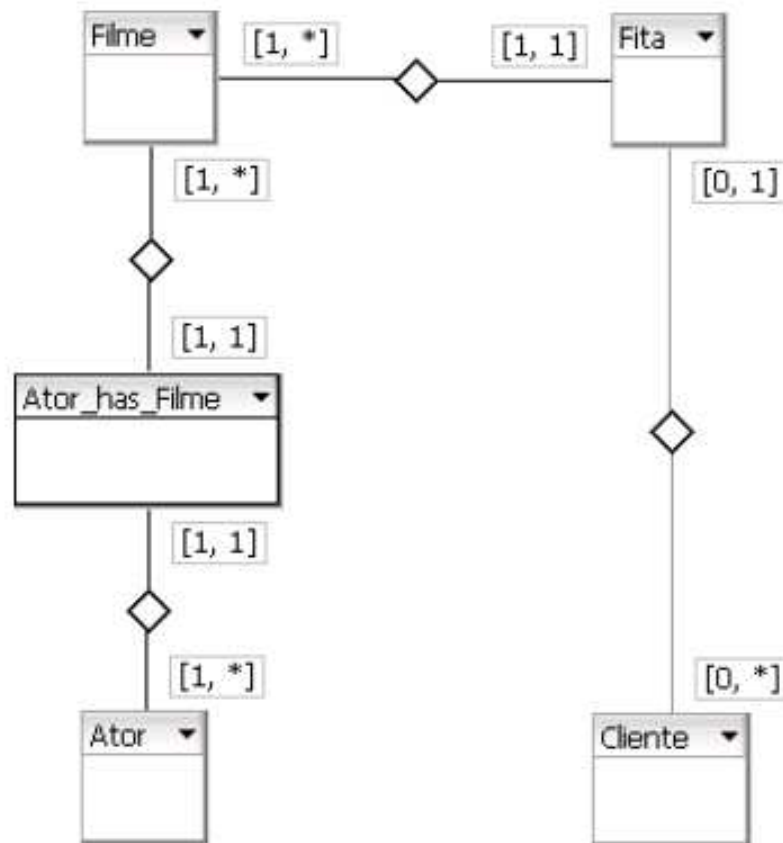 Filme
[1, *]
[1, 1]
Fita
[1, *]
[0, 1]
[1, 1]
Ator_has_Filme
[1, 1]
[1, *]
[0, *]
Ator
Cliente